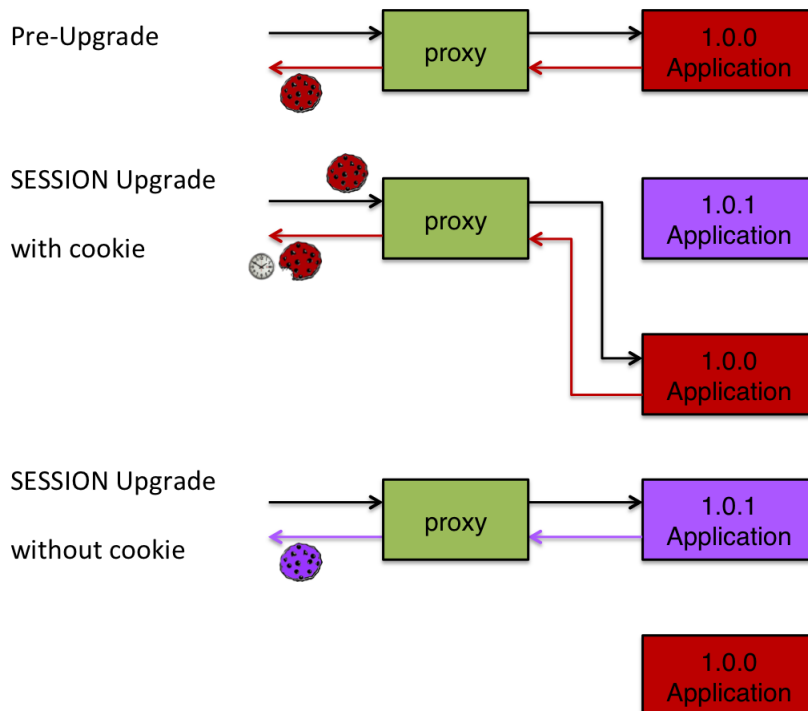 Pre-Upgrade
proxy
1.0.0
Application
SESSION Upgrade
with cookie
proxy
1.0.1
Application
1.0.0
Application
SESSION Upgrade
without cookie
proxy
1.0.1
Application
1.0.0
Application